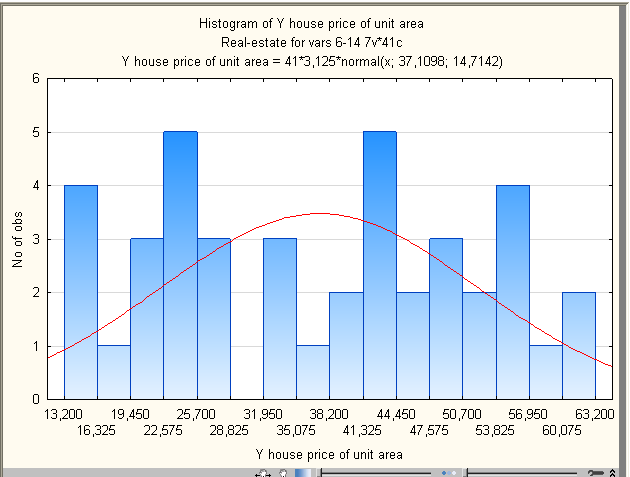 Histogram of Y house price of unit area
Real-estate for vars 6-14 7v*41c
Y house price of unit area = 41*3,125*normal(x; 37,1098; 14,7142)
6
5
4
3
2
1
0
No of obs
13,200 19,450 25,700 31,950 38,200 44,450 50,700 56,950 63,200
16,325 22,575 28,825 35,075 41,325 47,575 53,825 60,075
Y house price of unit area